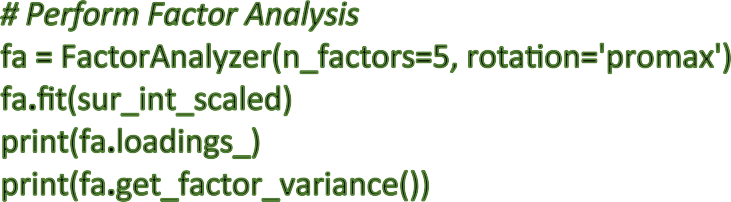 # Perform Factor Analysis
fa = FactorAnalyzer(n_factors=5, rotation='promax')
fa.fit(sur_int_scaled)
print(fa.loadings_)
print(fa.get_factor_variance())